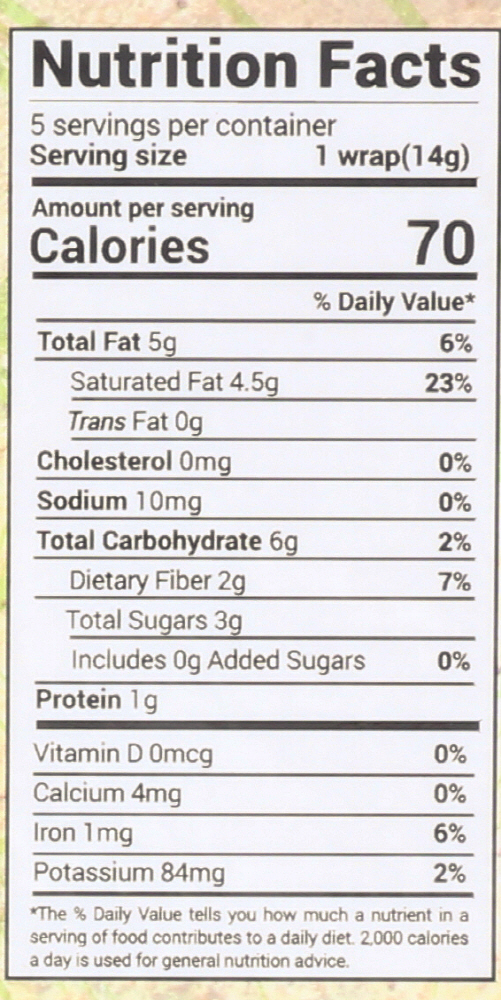 Nutrition Facts
5 servings per container
Serving size 1 wrap(14g)
Amount per serving
Calories 70
% Daily Value*
Total Fat 5g 6%
Saturated Fat 4.5g 23%
Trans Fat 0g
Cholesterol 0mg 0%
Sodium 10mg 0%
Total Carbohydrate 6g 2%
Dietary Fiber 2g 7%
Total Sugars 3g
Includes 0g Added Sugars 0%
Protein 1g
Vitamin D 0mcg 0%
Calcium 4mg 0%
Iron 1mg 6%
Potassium 84mg 2%
*The % Daily Value tells you how much a nutrient in a
serving of food contributes to a daily diet. 2,000 calories
a day is used for general nutrition advice.